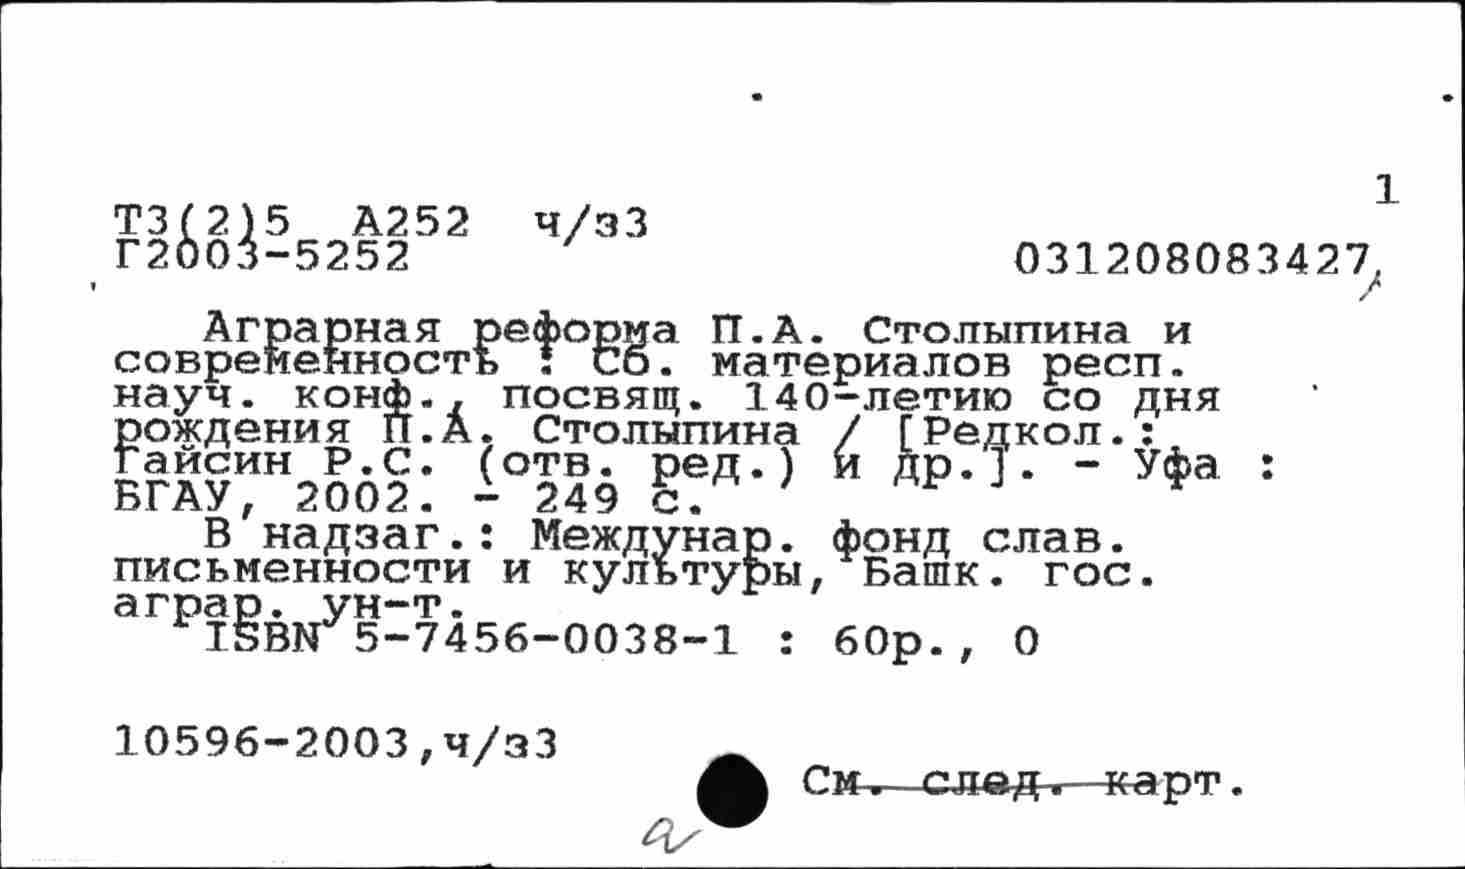 1
Т3(2)5 А252 ч/з3
Г2003-5252 031208083427
Аграрная реформа П.А. Столыпина и
современность : Сб. материалов респ.
науч. конф., посвящ. 140-летию со дня
рождения П.А. Столыпина / [Редкол.:
Гайсин Р.С. (отв. ред.) и др.]. - Уфа :
БГАУ, 2002. - 249 с.
В надзаг.: Междунар. фонд слав.
письменности и культуры, Башк. гос.
аграр. ун-т.
ISBN 5-7456-0038-1 : 60р., 0
10596-2003,ч/з3
См. след. карт.
а